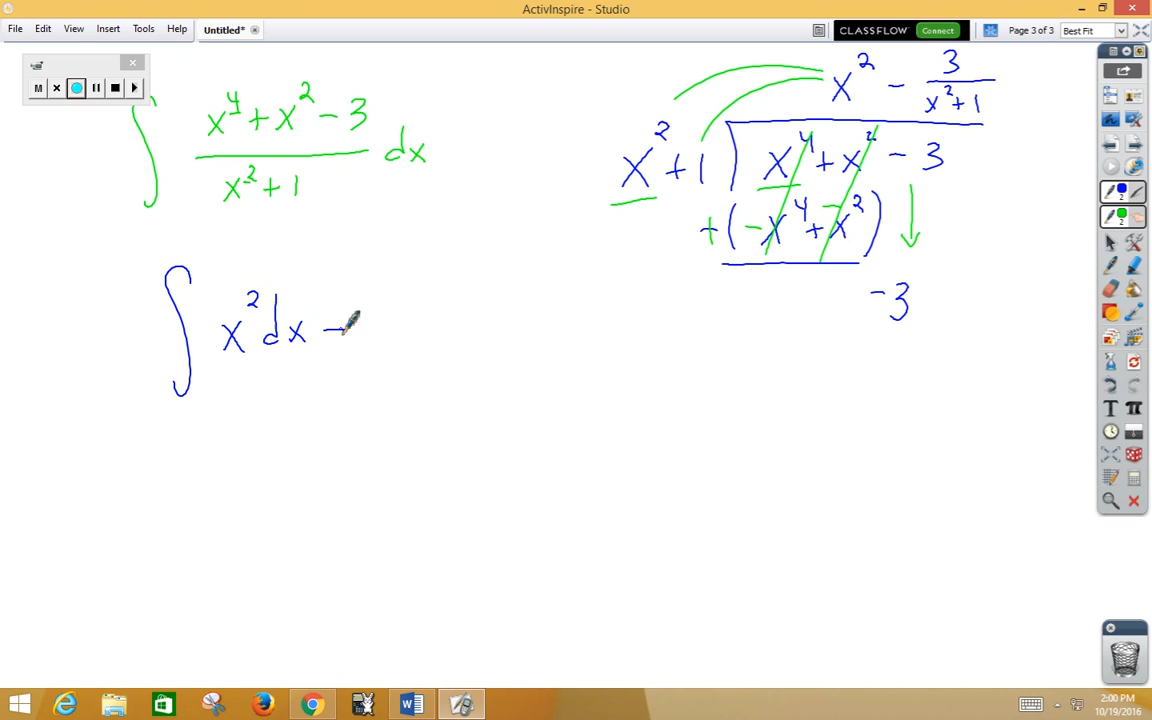 ActivInspire - Studio
File Edit View Insert Tools Help Untitled* CLASSFLOW Connect Page 3 of 3 Best Fit
M
∫ (x⁴ + x² - 3)/(x² + 1) dx
x² - 3/(x²+1)
x² + 1 ) x⁴ + x² - 3
+ ( - x⁴ + x² )
-3
∫ x² dx -
2
2
T π
2:00 PM
10/19/2016